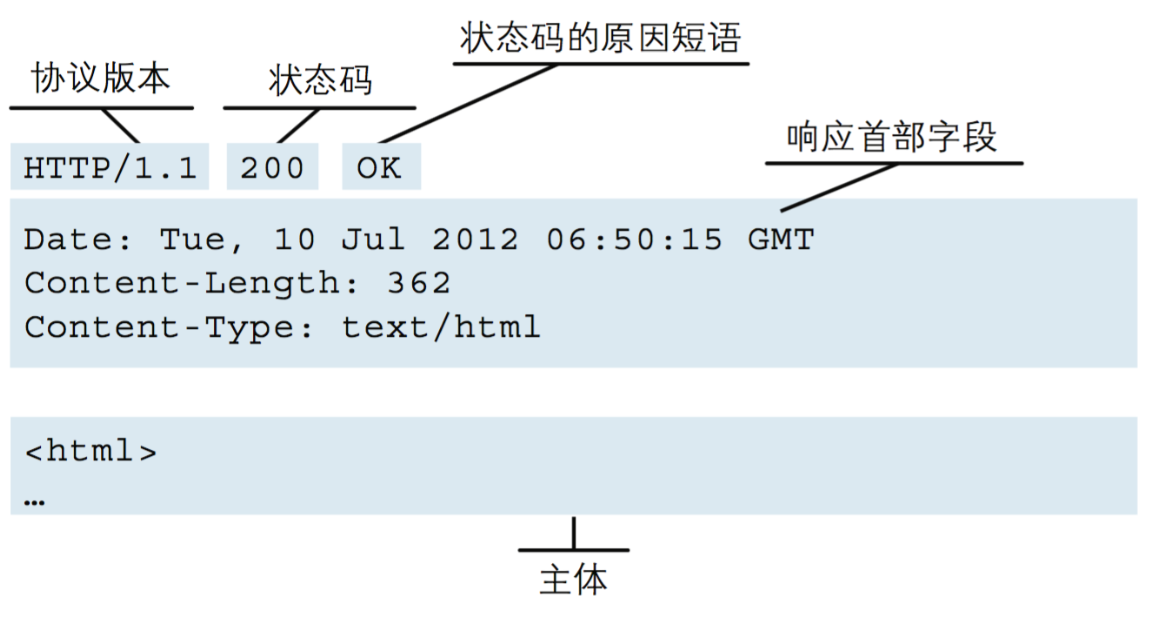 状态码的原因短语
协议版本 状态码
响应首部字段
HTTP/1.1 200 OK
Date: Tue, 10 Jul 2012 06:50:15 GMT
Content-Length: 362
Content-Type: text/html
<html>
…
主体